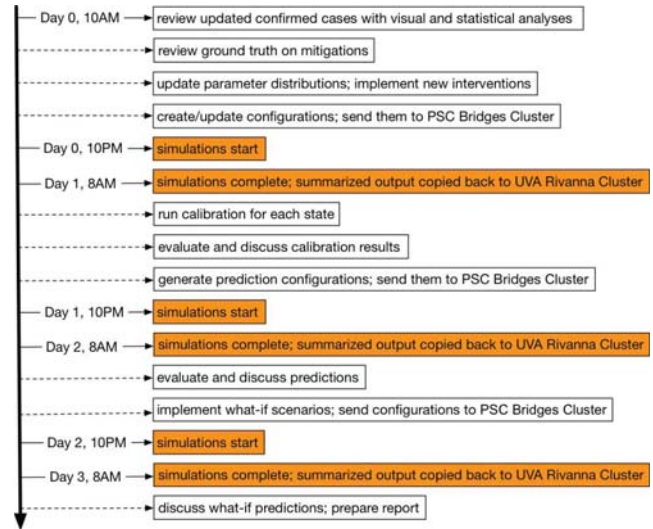 Day 0, 10AM review updated confirmed cases with visual and statistical analyses
review ground truth on mitigations
update parameter distributions; implement new interventions
create/update configurations; send them to PSC Bridges Cluster
Day 0, 10PM simulations start
Day 1, 8AM simulations complete; summarized output copied back to UVA Rivanna Cluster
run calibration for each state
evaluate and discuss calibration results
generate prediction configurations; send them to PSC Bridges Cluster
Day 1, 10PM simulations start
Day 2, 8AM simulations complete; summarized output copied back to UVA Rivanna Cluster
evaluate and discuss predictions
implement what-if scenarios; send configurations to PSC Bridges Cluster
Day 2, 10PM simulations start
Day 3, 8AM simulations complete; summarized output copied back to UVA Rivanna Cluster
discuss what-if predictions; prepare report